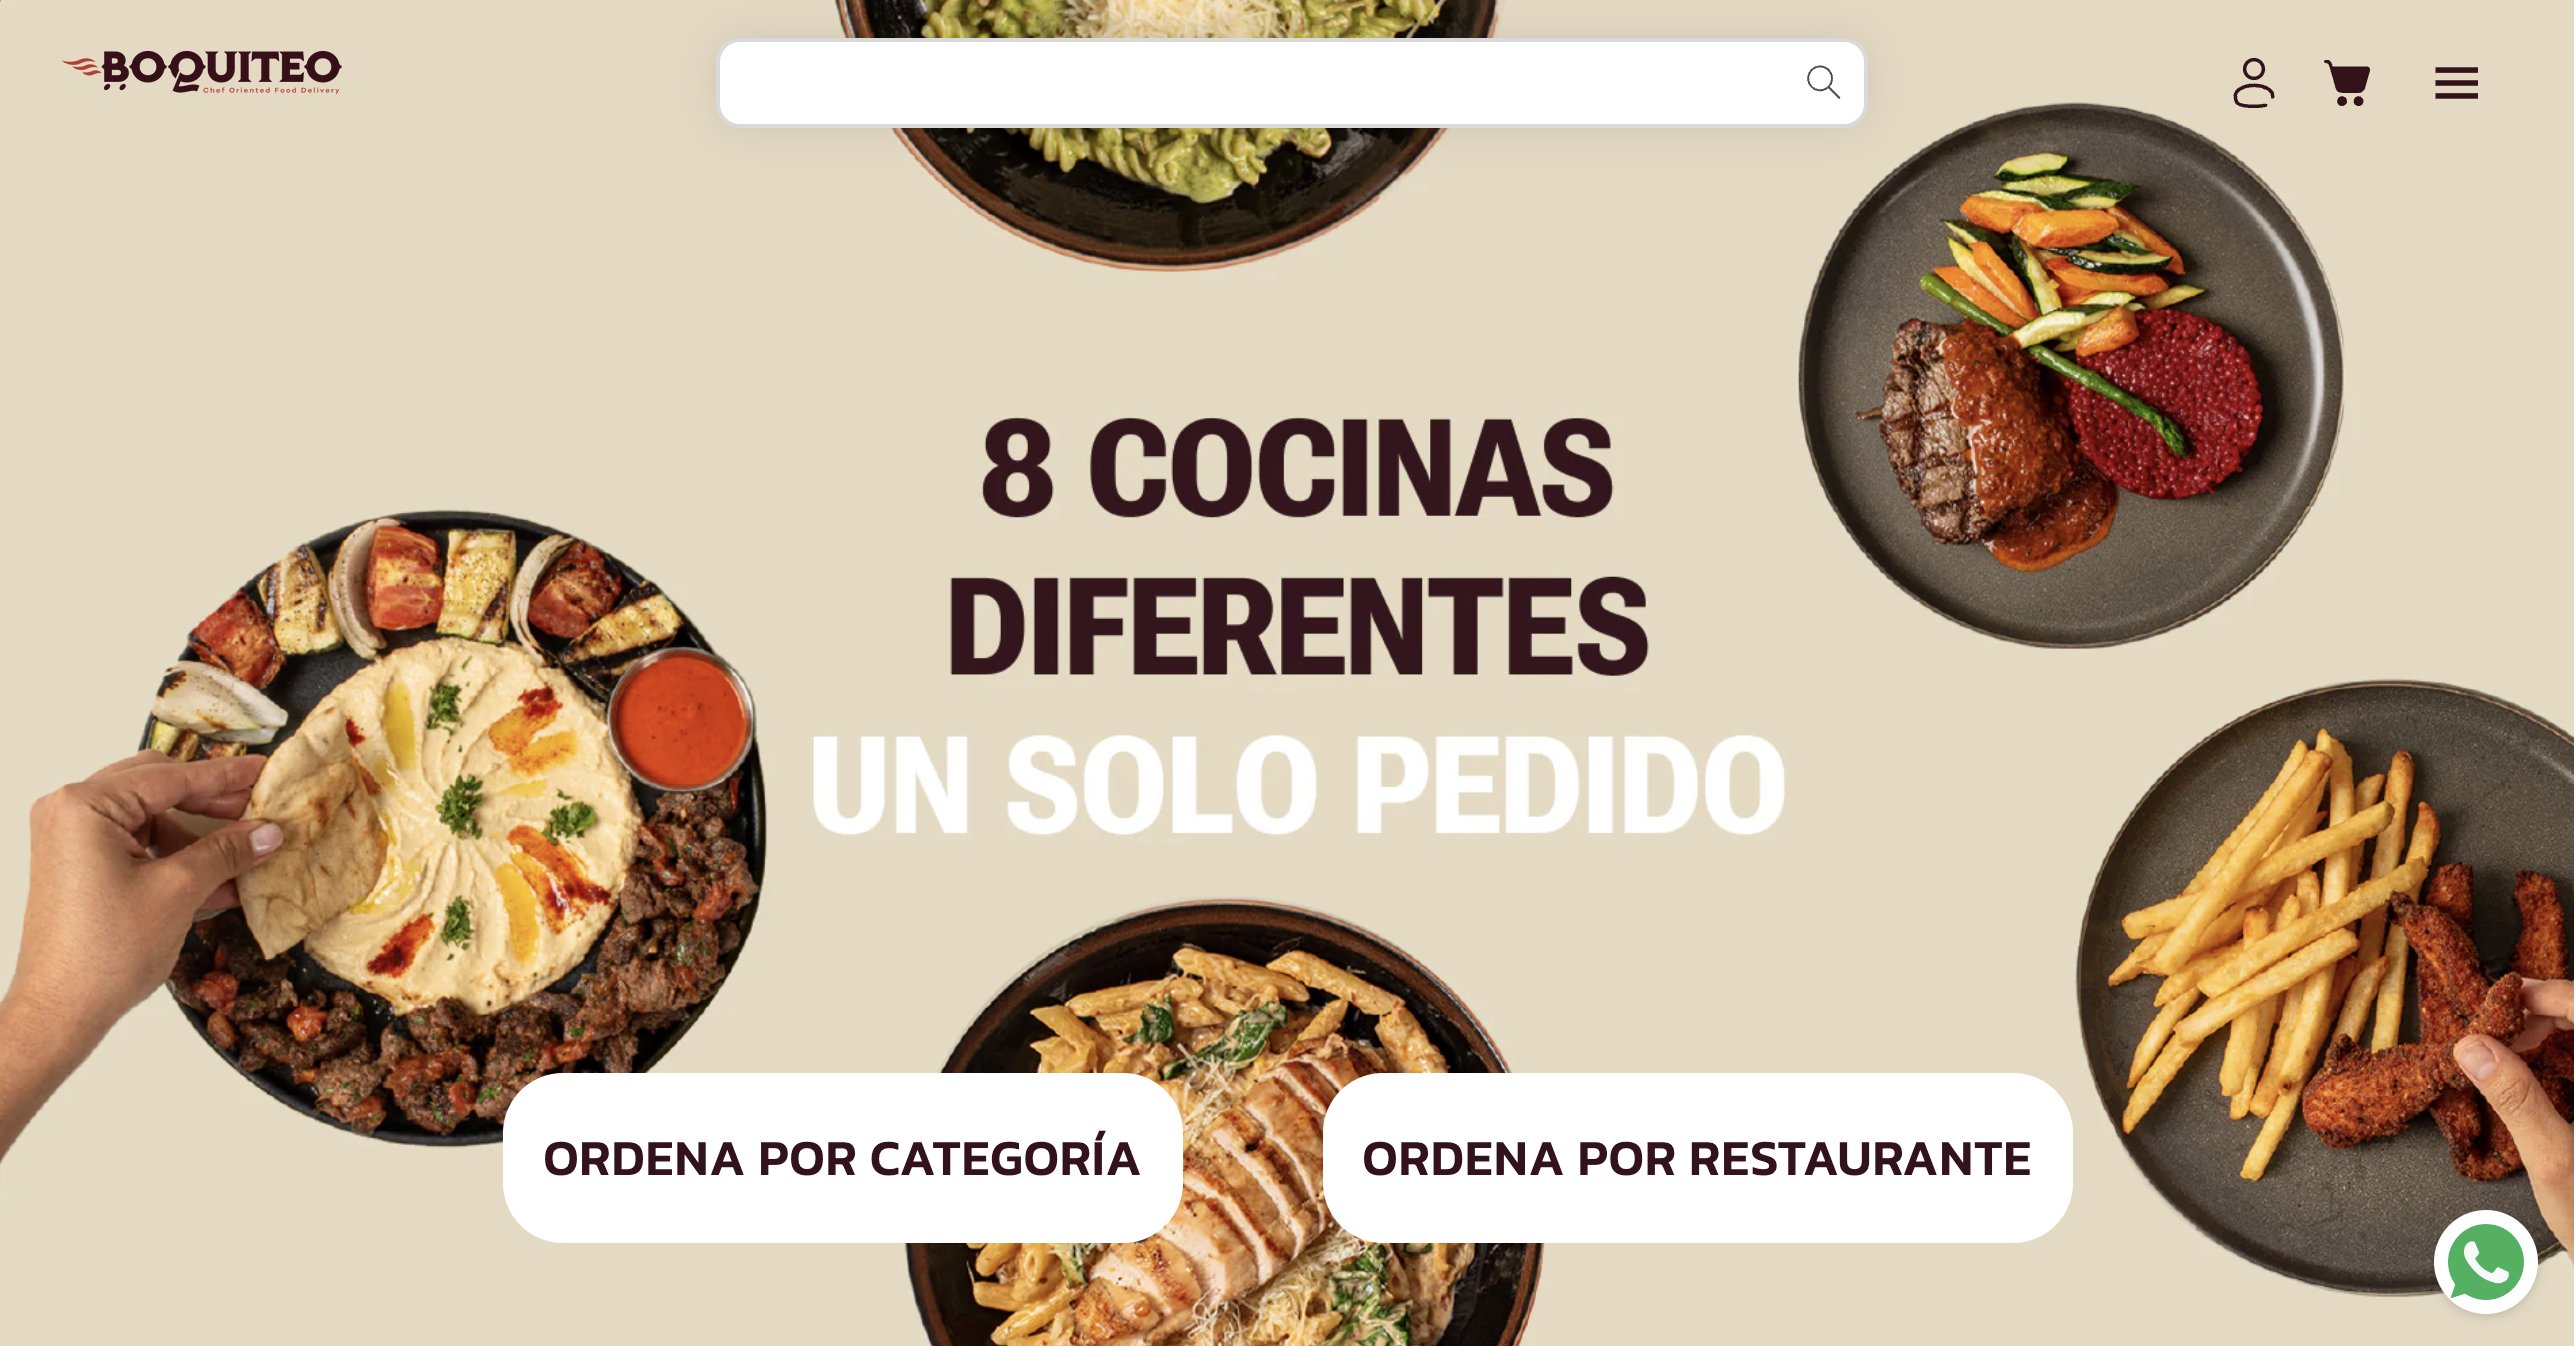 BOQUITEO
Chef Oriented Food Delivery
8 COCINAS
DIFERENTES
UN SOLO PEDIDO
ORDENA POR CATEGORÍA
ORDENA POR RESTAURANTE